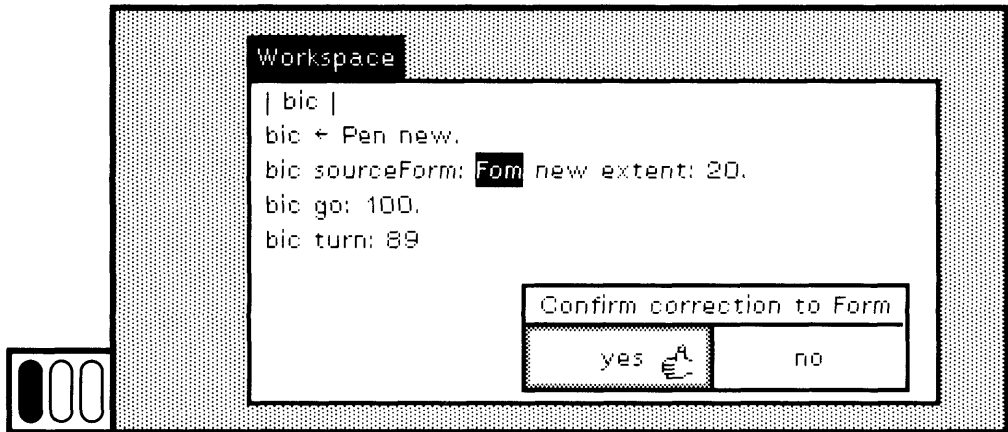 Workspace
| bic |
bic ← Pen new.
bic sourceForm: Fom new extent: 20.
bic go: 100.
bic turn: 89
Confirm correction to Form
yes
no